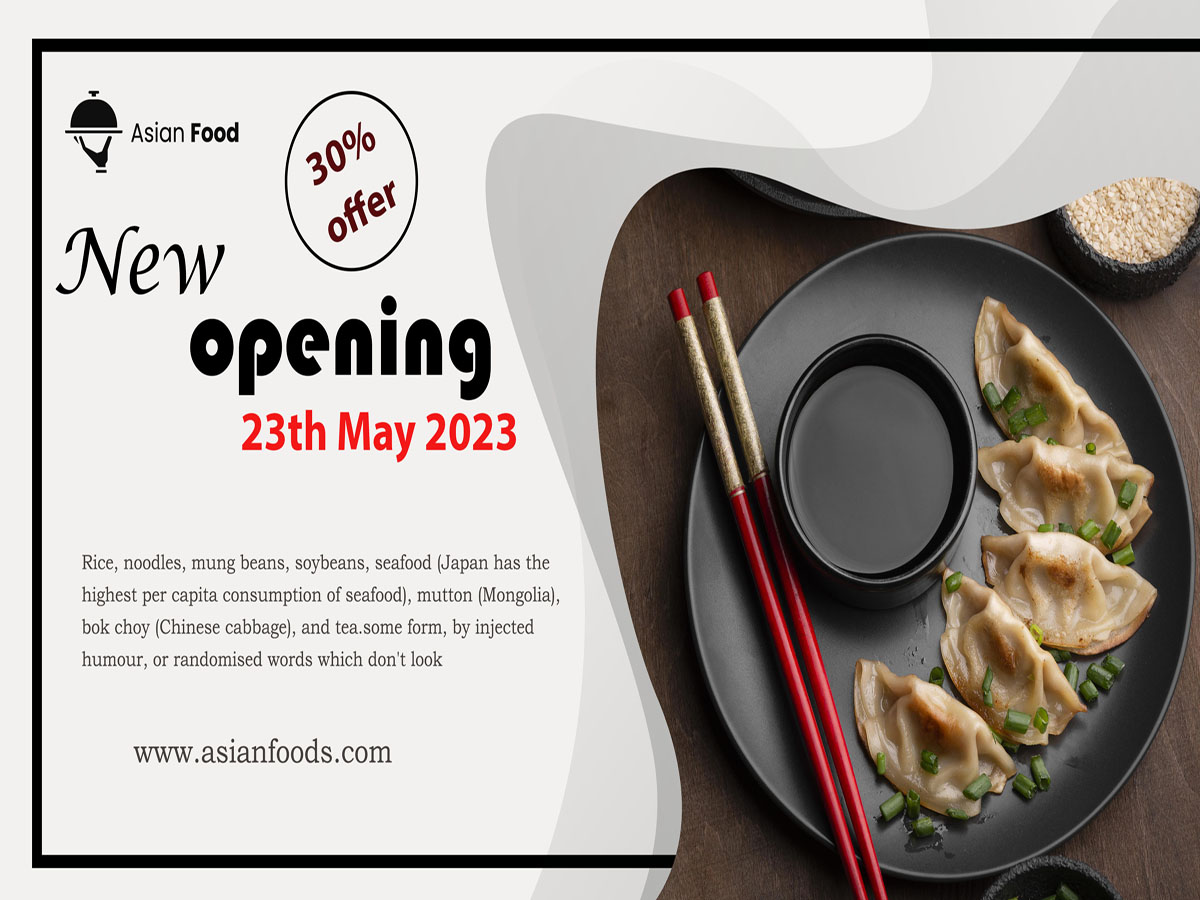 Asian Food
30%
offer
New
opening
23th May 2023
Rice, noodles, mung beans, soybeans, seafood (Japan has the
highest per capita consumption of seafood), mutton (Mongolia),
bok choy (Chinese cabbage), and tea.some form, by injected
humour, or randomised words which don't look
www.asianfoods.com